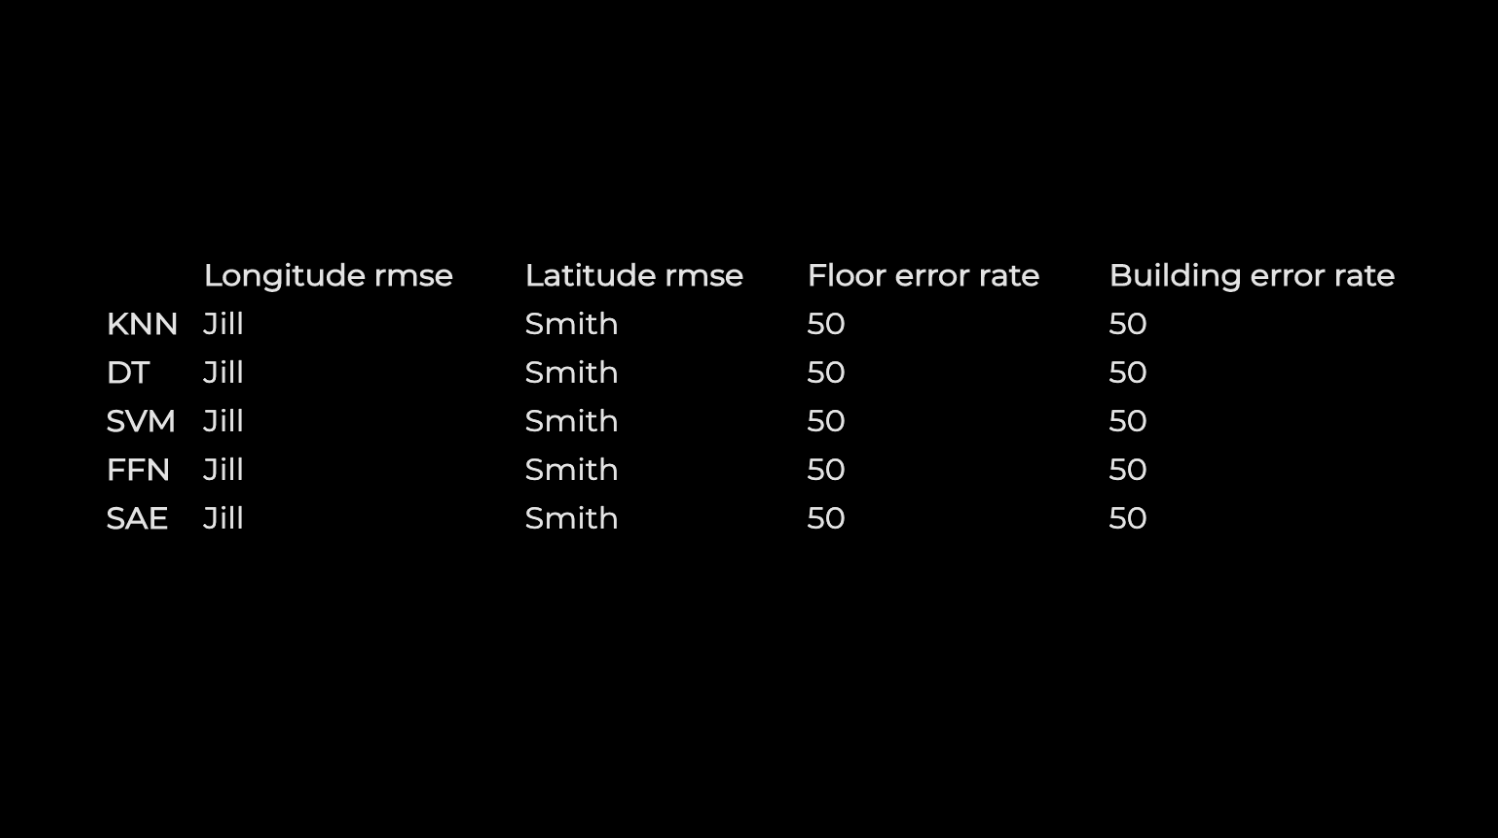 Longitude rmse Latitude rmse Floor error rate Building error rate
KNN Jill Smith 50 50
DT Jill Smith 50 50
SVM Jill Smith 50 50
FFN Jill Smith 50 50
SAE Jill Smith 50 50